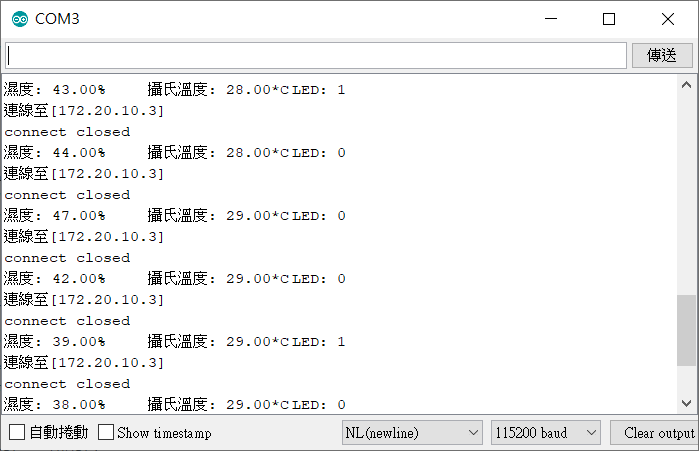 COM3
傳送
濕度: 43.00%    攝氏溫度: 28.00*CLED: 1
連線至[172.20.10.3]
connect closed
濕度: 44.00%    攝氏溫度: 28.00*CLED: 0
連線至[172.20.10.3]
connect closed
濕度: 47.00%    攝氏溫度: 29.00*CLED: 0
連線至[172.20.10.3]
connect closed
濕度: 42.00%    攝氏溫度: 29.00*CLED: 0
連線至[172.20.10.3]
connect closed
濕度: 39.00%    攝氏溫度: 29.00*CLED: 1
連線至[172.20.10.3]
connect closed
濕度: 38.00%    攝氏溫度: 29.00*CLED: 0
自動捲動 Show timestamp NL(newline) 115200 baud Clear output